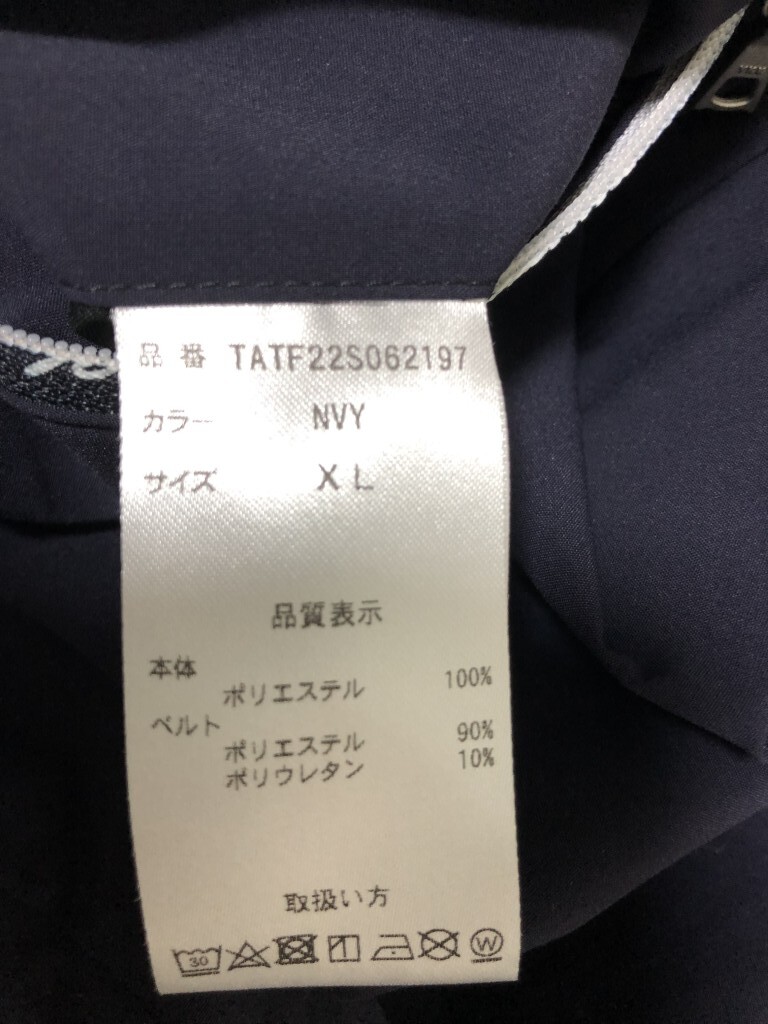 品番 TATF22S062197
カラー NVY
サイズ XL
品質表示
本体
ポリエステル 100%
ベルト
ポリエステル 90%
ポリウレタン 10%
取扱い方
30
W